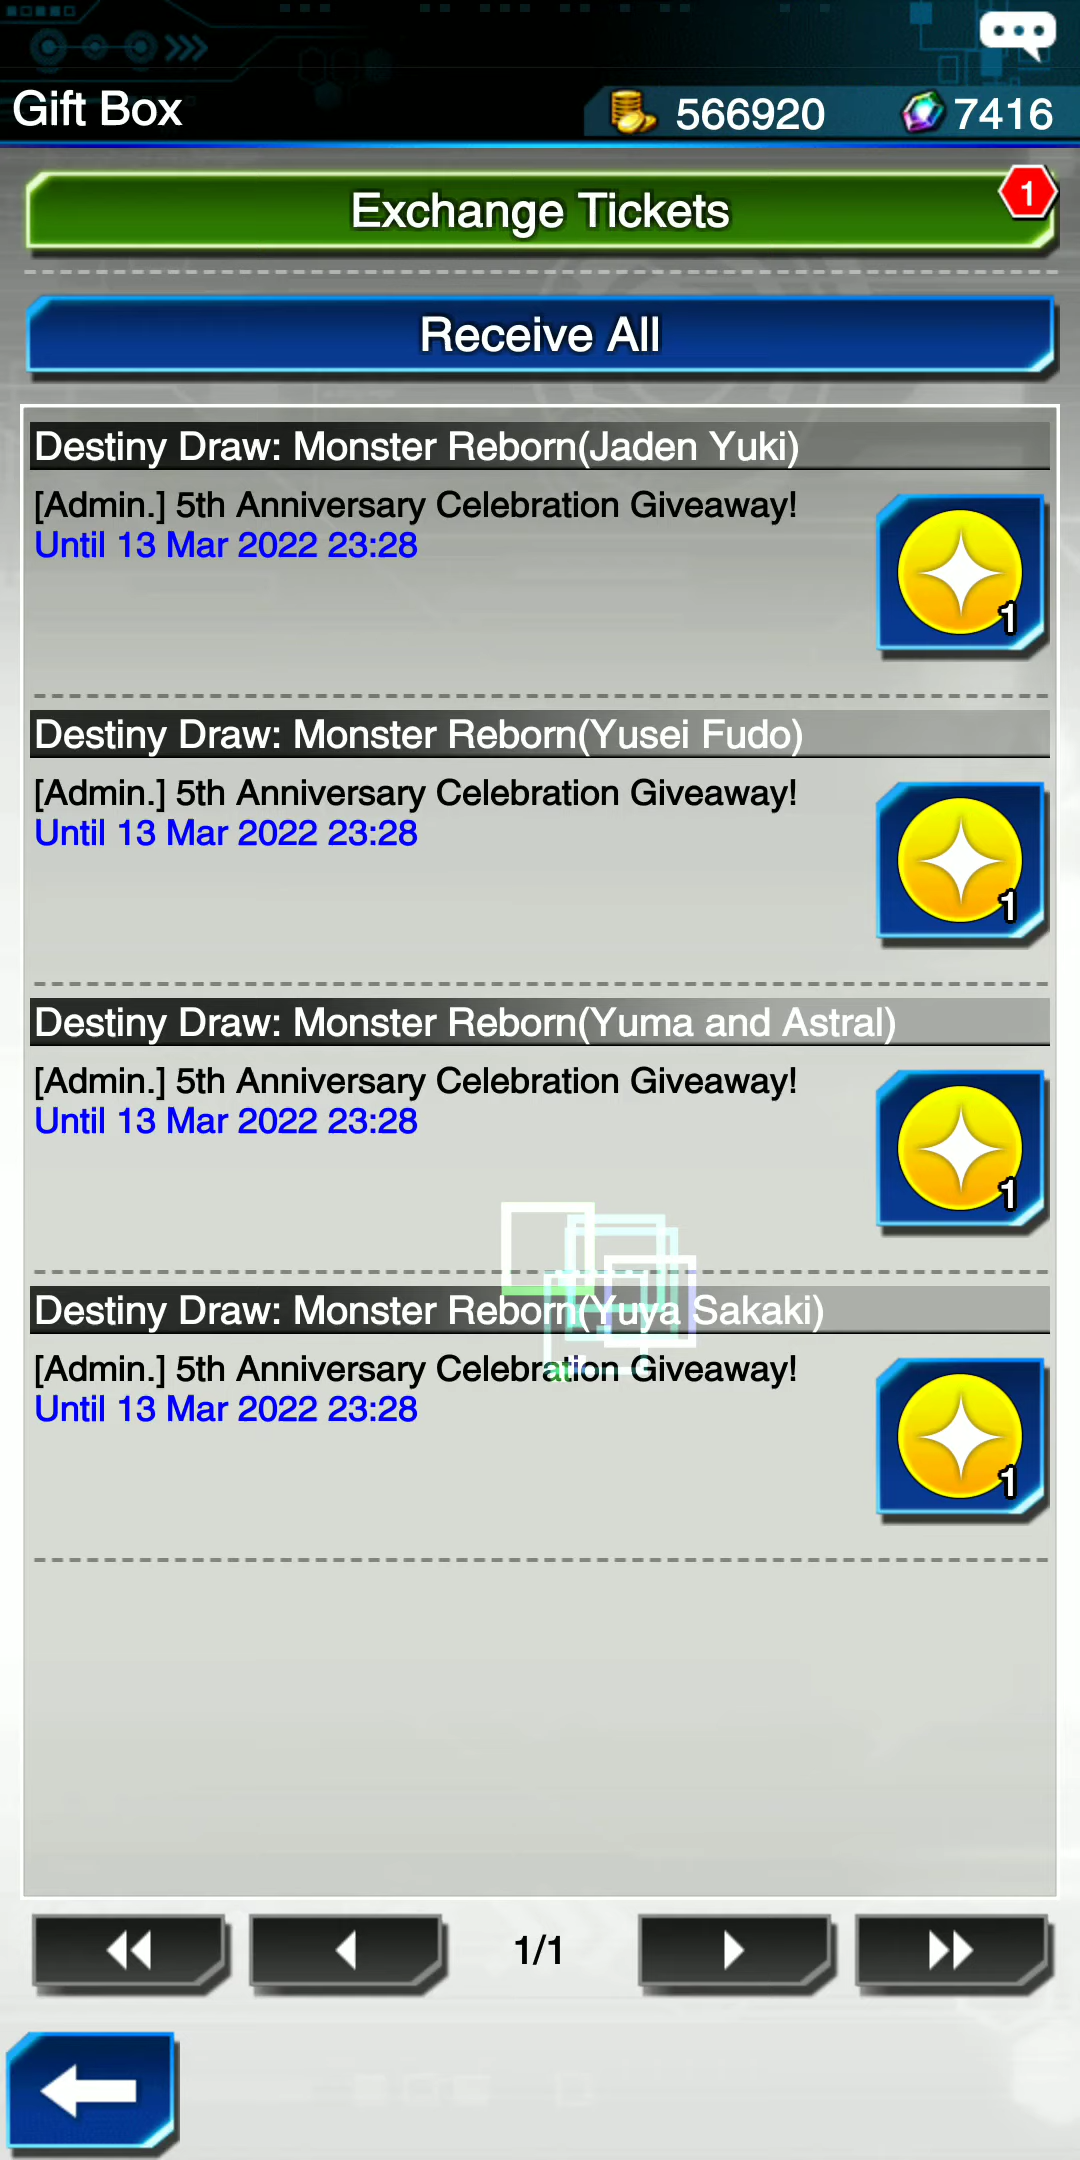 Gift Box
566920
7416
Exchange Tickets
1
Receive All
Destiny Draw: Monster Reborn(Jaden Yuki)
[Admin.] 5th Anniversary Celebration Giveaway!
Until 13 Mar 2022 23:28
1
Destiny Draw: Monster Reborn(Yusei Fudo)
[Admin.] 5th Anniversary Celebration Giveaway!
Until 13 Mar 2022 23:28
1
Destiny Draw: Monster Reborn(Yuma and Astral)
[Admin.] 5th Anniversary Celebration Giveaway!
Until 13 Mar 2022 23:28
1
Destiny Draw: Monster Reborn(Yuya Sakaki)
[Admin.] 5th Anniversary Celebration Giveaway!
Until 13 Mar 2022 23:28
1
1/1